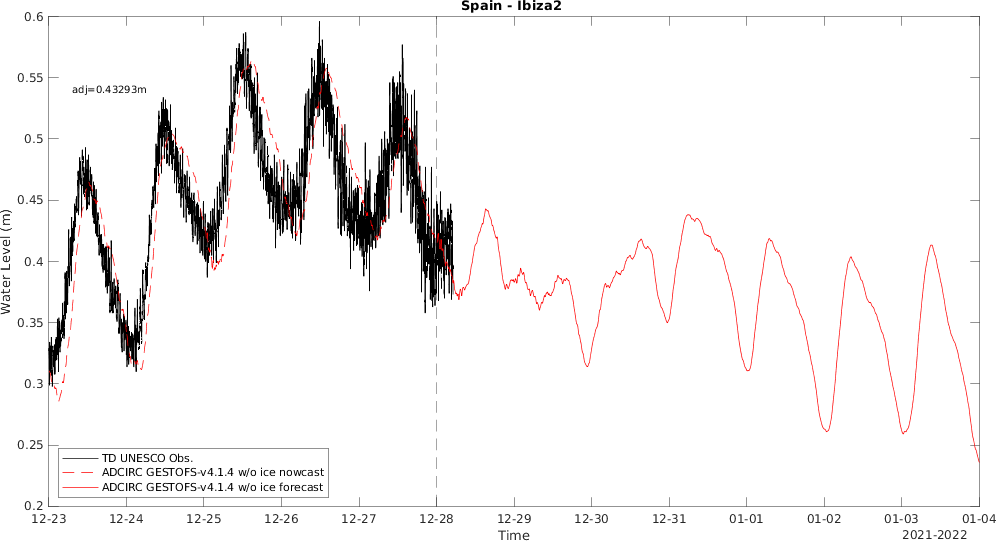 Spain - Ibiza2
0.6
0.55
adj=0.43293m
0.5
0.45
0.4
0.35
0.3
0.25
0.2
Water Level (m)
TD UNESCO Obs.
ADCIRC GESTOFS-v4.1.4 w/o ice nowcast
ADCIRC GESTOFS-v4.1.4 w/o ice forecast
12-23 12-24 12-25 12-26 12-27 12-28 12-29 12-30 12-31 01-01 01-02 01-03 01-04
Time
2021-2022